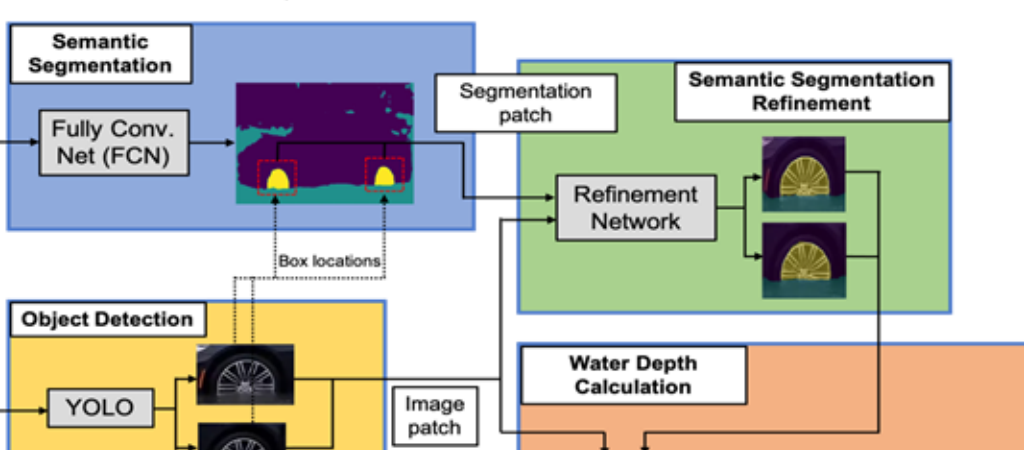 Semantic
Segmentation
Fully Conv.
Net (FCN)
Segmentation
patch
Semantic Segmentation
Refinement
Refinement
Network
Box locations
Object Detection
YOLO
Image
patch
Water Depth
Calculation